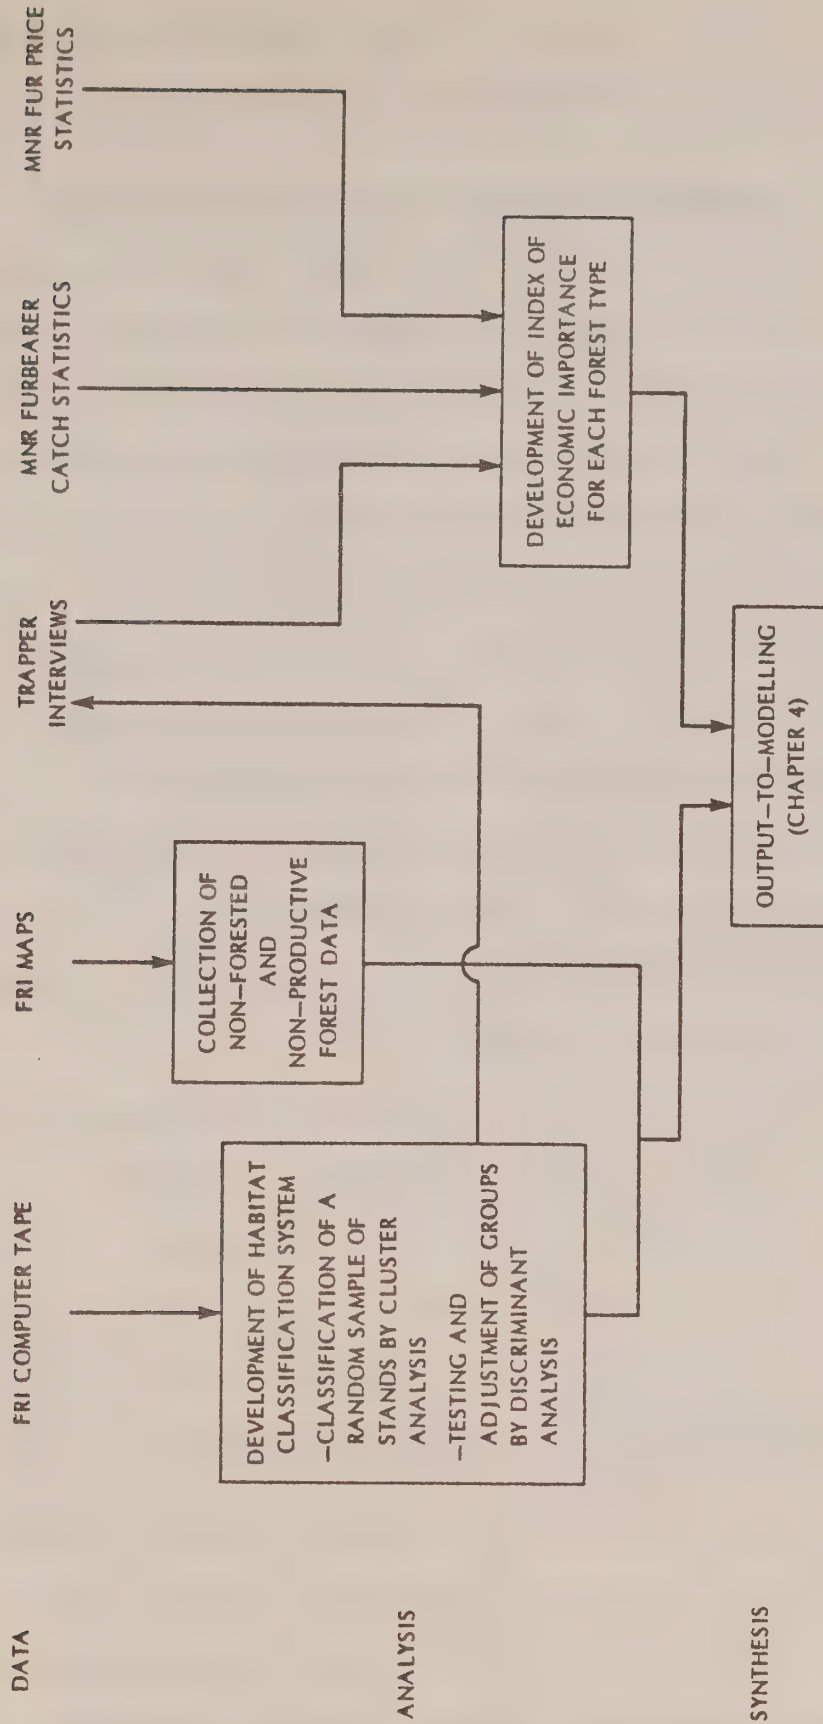 DATA
FRI COMPUTER TAPE
FRI MAPS
TRAPPER
INTERVIEWS
MNR FURBEARER
CATCH STATISTICS
MNR FUR PRICE
STATISTICS
ANALYSIS
DEVELOPMENT OF HABITAT
CLASSIFICATION SYSTEM
–CLASSIFICATION OF A
RANDOM SAMPLE OF
STANDS BY CLUSTER
ANALYSIS
–TESTING AND
ADJUSTMENT OF GROUPS
BY DISCRIMINANT
ANALYSIS
COLLECTION OF
NON–FORESTED
AND
NON–PRODUCTIVE
FOREST DATA
DEVELOPMENT OF INDEX OF
ECONOMIC IMPORTANCE
FOR EACH FOREST TYPE
SYNTHESIS
OUTPUT–TO–MODELLING
(CHAPTER 4)